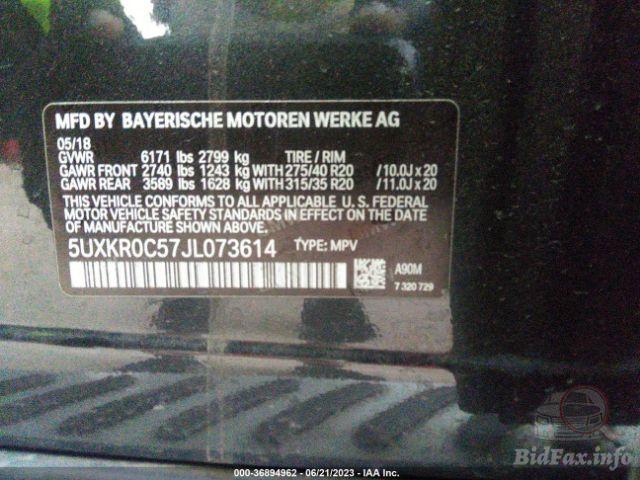 MFD BY BAYERISCHE MOTOREN WERKE AG
05/18
GVWR 6171 lbs 2799 kg TIRE / RIM
GAWR FRONT 2740 lbs 1243 kg WITH 275/40 R20 /10.0J x 20
GAWR REAR 3589 lbs 1628 kg WITH 315/35 R20 /11.0J x 20
THIS VEHICLE CONFORMS TO ALL APPLICABLE U. S. FEDERAL
MOTOR VEHICLE SAFETY, BUMPER, AND THEFT PREVENTION
STANDARDS IN EFFECT ON THE DATE OF MANUFACTURE SHOWN ABOVE.
5UXKR0C57JL073614 TYPE: MPV
A90M
7 320 729
BidFax.info
000-36894962 - 06/21/2023 - IAA Inc.